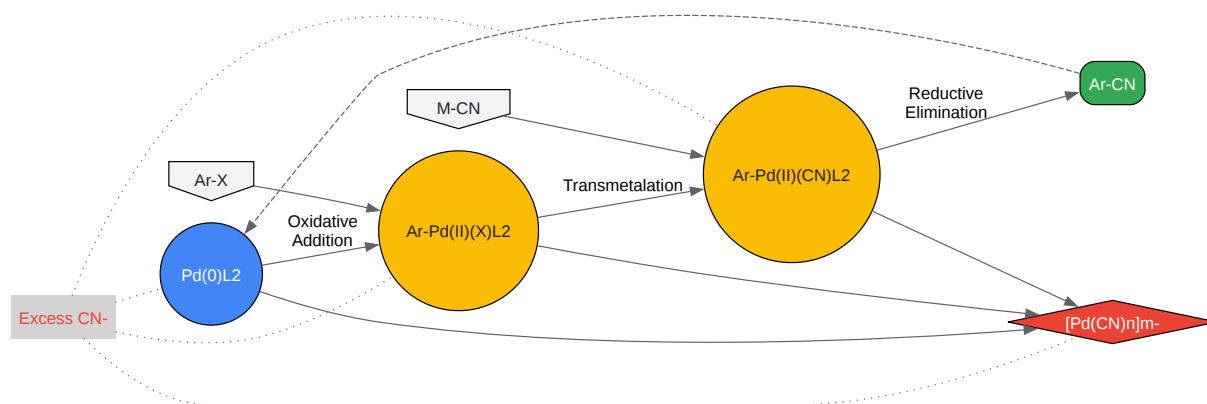 Ar-CN
Reductive
Elimination
M-CN
Ar-Pd(II)(CN)L2
Ar-X
Transmetalation
Oxidative
Addition
Ar-Pd(II)(X)L2
Pd(0)L2
Excess CN-
[Pd(CN)n]m-